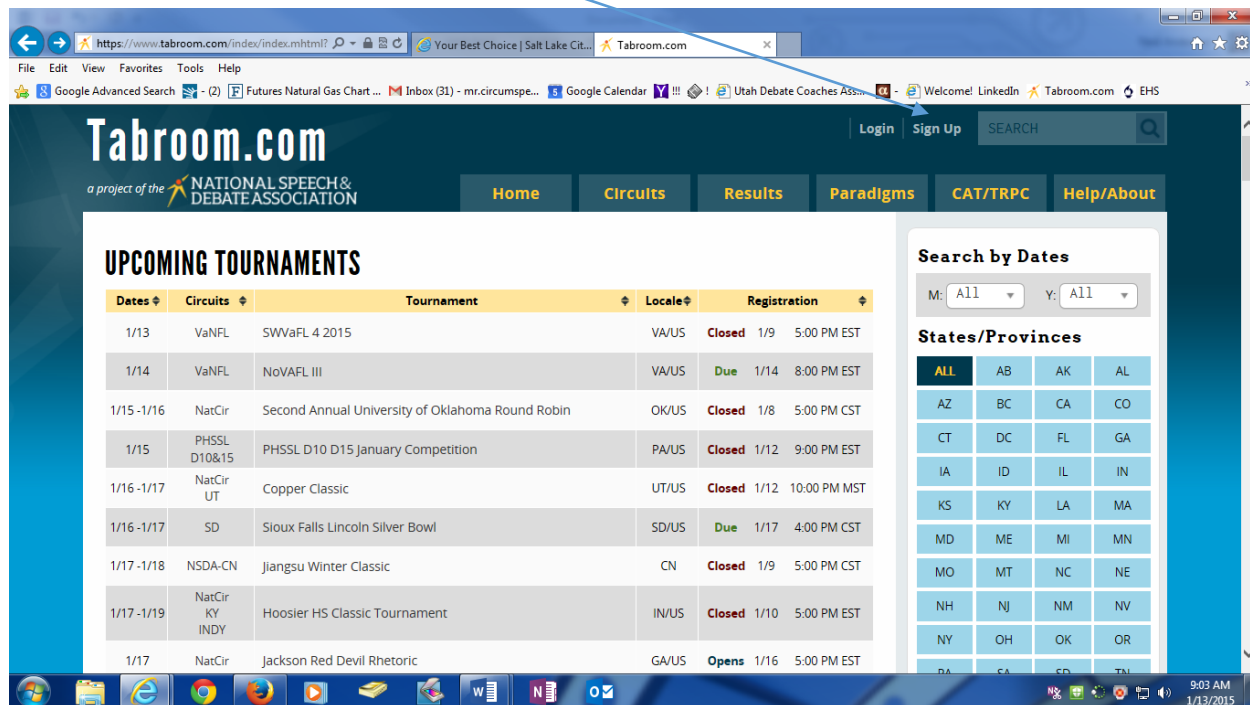 https://www.tabroom.com/index/index.mhtml?
Your Best Choice | Salt Lake Cit...
Tabroom.com
File Edit View Favorites Tools Help
Google Advanced Search - (2) Futures Natural Gas Chart ... Inbox (31) - mr.circumspe... Google Calendar !!! ! Utah Debate Coaches Ass... - Welcome! LinkedIn Tabroom.com EHS
Tabroom.com
Login Sign Up SEARCH
a project of the NATIONAL SPEECH & DEBATE ASSOCIATION
Home Circuits Results Paradigms CAT/TRPC Help/About
UPCOMING TOURNAMENTS
Dates Circuits Tournament Locale Registration
1/13 VaNFL SWVaFL 4 2015 VA/US Closed 1/9 5:00 PM EST
1/14 VaNFL NoVAFL III VA/US Due 1/14 8:00 PM EST
1/15 -1/16 NatCir Second Annual University of Oklahoma Round Robin OK/US Closed 1/8 5:00 PM CST
1/15 PHSSL D10&15 PHSSL D10 D15 January Competition PA/US Closed 1/12 9:00 PM EST
1/16 -1/17 NatCir UT Copper Classic UT/US Closed 1/12 10:00 PM MST
1/16 -1/17 SD Sioux Falls Lincoln Silver Bowl SD/US Due 1/17 4:00 PM CST
1/17 -1/18 NSDA-CN Jiangsu Winter Classic CN Closed 1/9 5:00 PM CST
1/17 -1/19 NatCir KY INDY Hoosier HS Classic Tournament IN/US Closed 1/10 5:00 PM EST
1/17 NatCir Jackson Red Devil Rhetoric GA/US Opens 1/16 5:00 PM EST
Search by Dates
M: All Y: All
States/Provinces
ALL AB AK AL
AZ BC CA CO
CT DC FL GA
IA ID IL IN
KS KY LA MA
MD ME MI MN
MO MT NC NE
NH NJ NM NV
NY OH OK OR
9:03 AM
1/13/2015